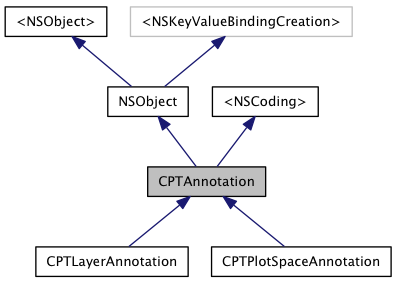 <NSObject>
<NSKeyValueBindingCreation>
NSObject
<NSCoding>
CPTAnnotation
CPTLayerAnnotation
CPTPlotSpaceAnnotation